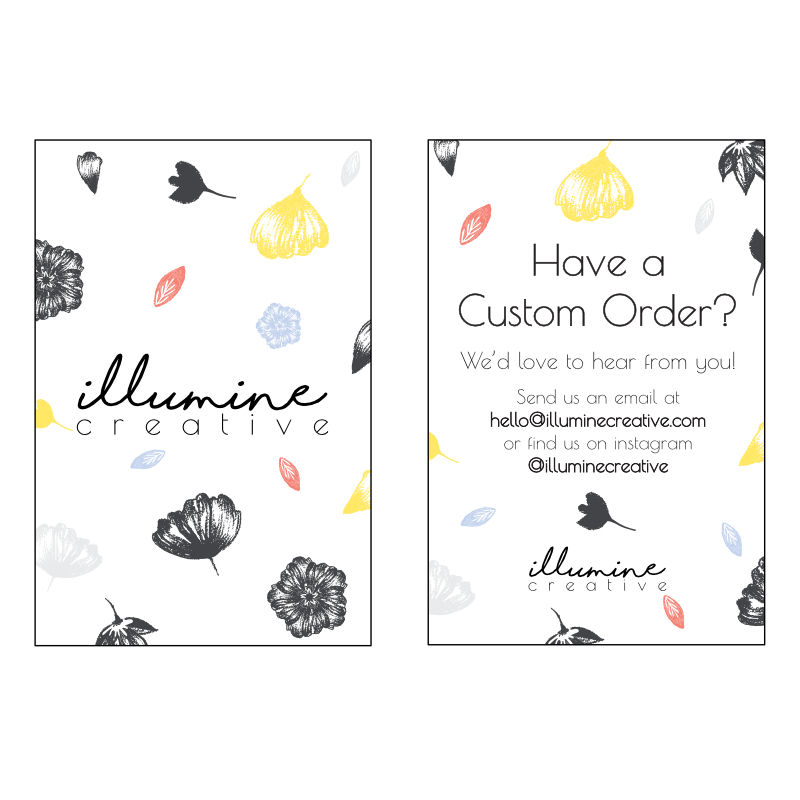 illumine
creative
Have a
Custom Order?
We'd love to hear from you!
Send us an email at
hello@illuminecreative.com
or find us on instagram
@illuminecreative
illumine
creative